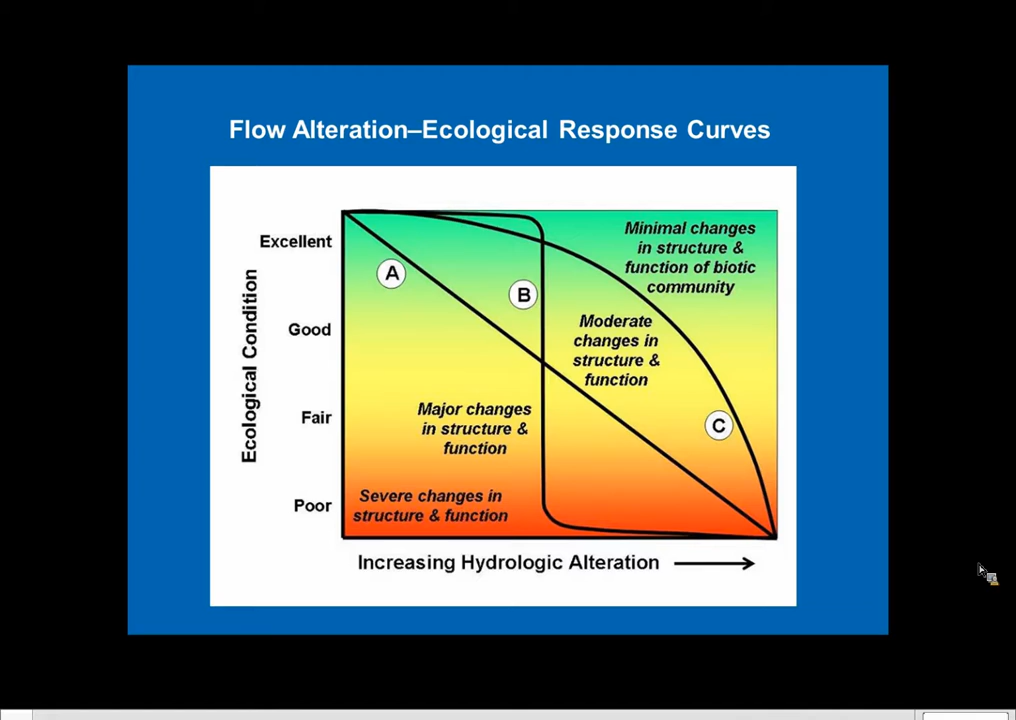 Flow Alteration–Ecological Response Curves
Excellent
Good
Fair
Poor
Ecological Condition
A
B
C
Minimal changes
in structure &
function of biotic
community
Moderate
changes in
structure &
function
Major changes
in structure &
function
Severe changes in
structure & function
Increasing Hydrologic Alteration